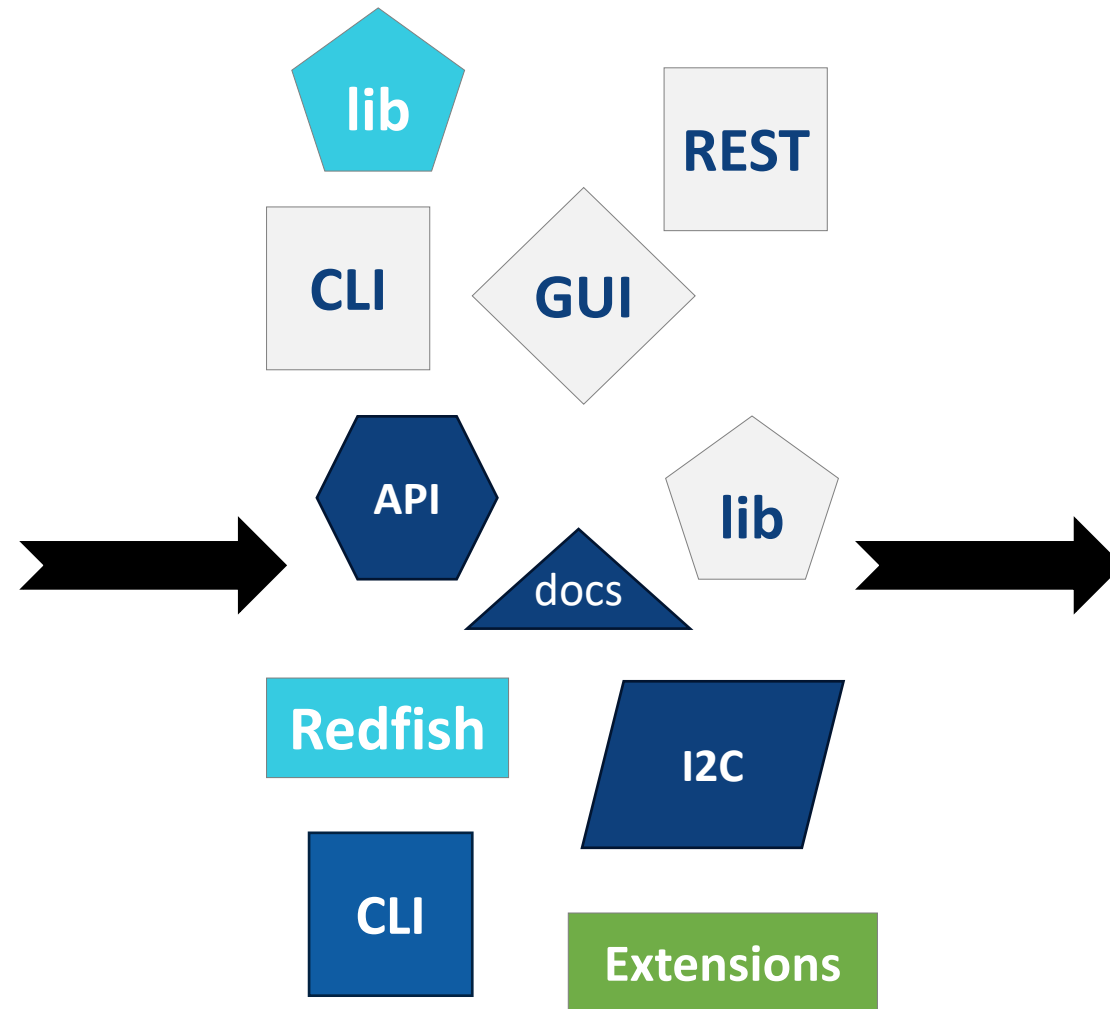 lib
REST
CLI
GUI
API
lib
docs
Redfish
I2C
CLI
Extensions